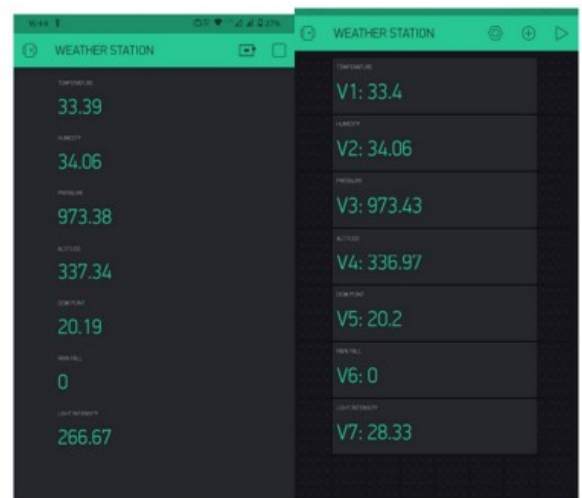 16:44
27%
WEATHER STATION
TEMPERATURE
33.39
HUMIDITY
34.06
PRESSURE
973.38
ALTITUDE
337.34
DEW POINT
20.19
RAIN FALL
0
LIGHT INTENSITY
266.67
WEATHER STATION
TEMPERATURE
V1: 33.4
HUMIDITY
V2: 34.06
PRESSURE
V3: 973.43
ALTITUDE
V4: 336.97
DEW POINT
V5: 20.2
RAIN FALL
V6: 0
LIGHT INTENSITY
V7: 28.33